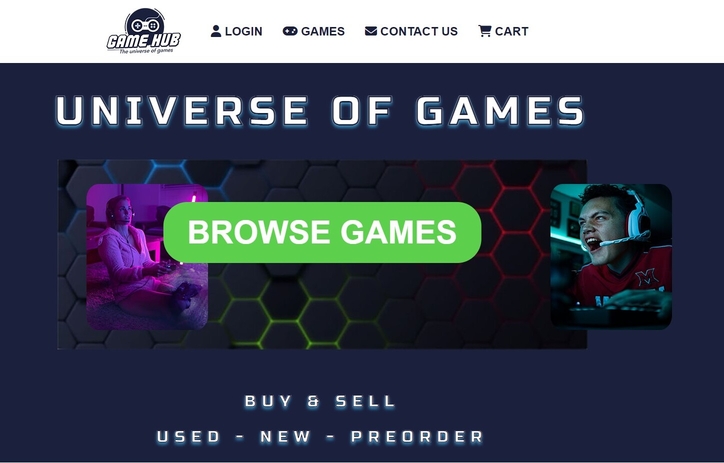 GAME HUB
The universe of games
LOGIN GAMES CONTACT US CART
UNIVERSE OF GAMES
BROWSE GAMES
BUY & SELL
USED - NEW - PREORDER